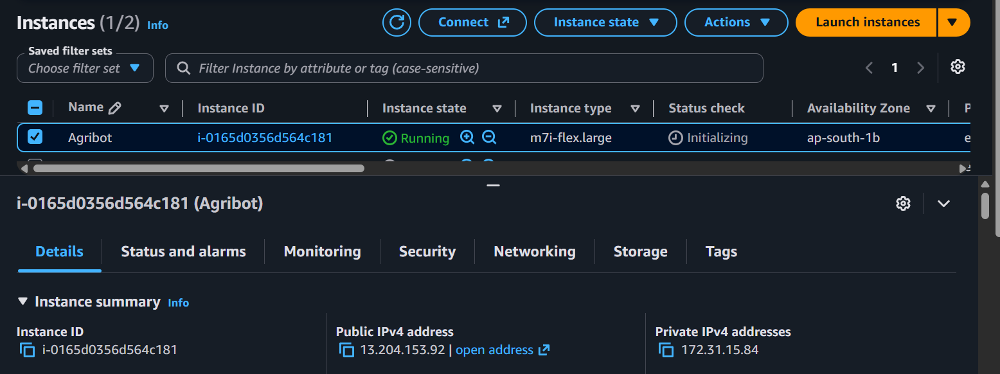 Instances (1/2) Info
Connect
Instance state
Actions
Launch instances
Saved filter sets
Choose filter set
Filter Instance by attribute or tag (case-sensitive)
1
Name Instance ID Instance state Instance type Status check Availability Zone P
Agribot i-0165d0356d564c181 Running m7i-flex.large Initializing ap-south-1b e
i-0165d0356d564c181 (Agribot)
Details Status and alarms Monitoring Security Networking Storage Tags
Instance summary Info
Instance ID Public IPv4 address Private IPv4 addresses
i-0165d0356d564c181 13.204.153.92 | open address 172.31.15.84